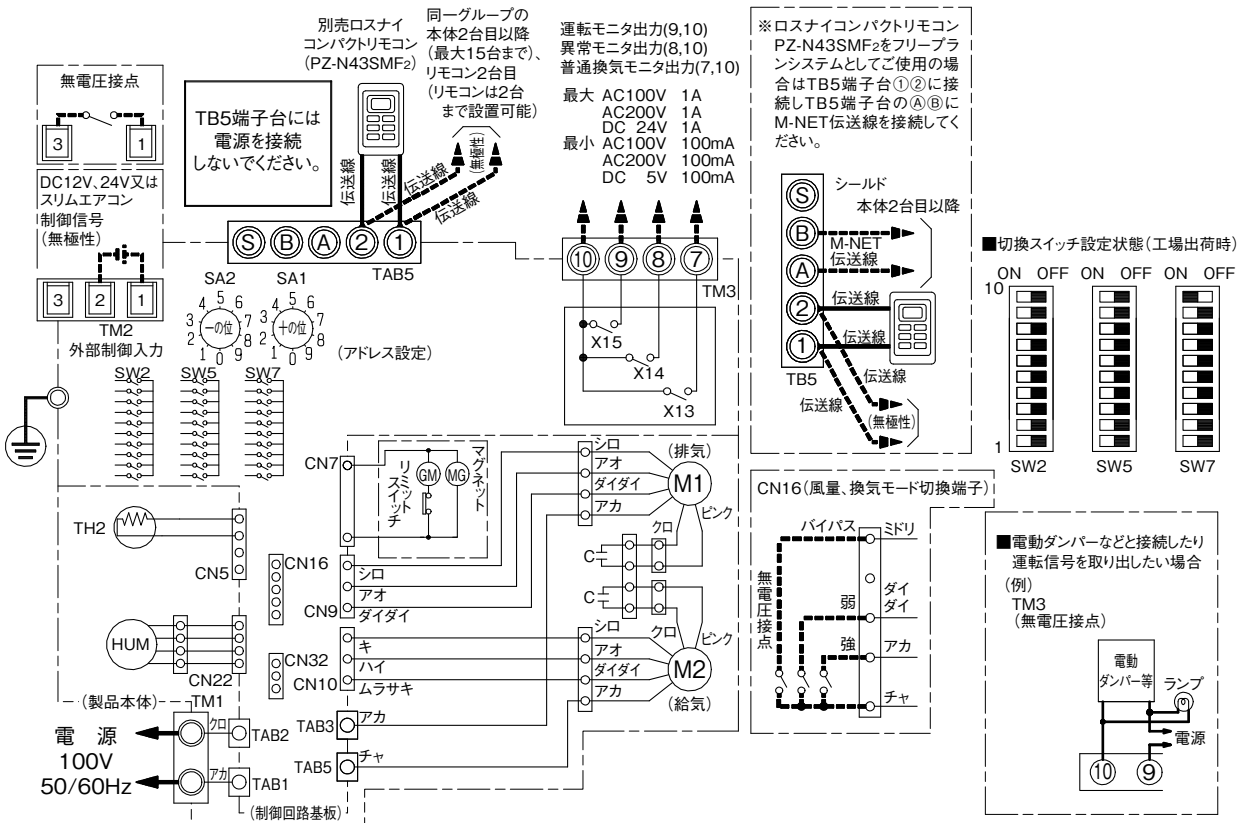 無電圧接点
3
1
DC12V、24V又は
スリムエアコン
制御信号
(無極性)
3
2
1
TM2
外部制御入力
TB5端子台には
電源を接続
しないでください。
別売ロスナイ
コンパクトリモコン
(PZ-N43SMF₂)
同一グループの
本体2台目以降
(最大15台まで)、
リモコン2台目
(リモコンは2台
まで設置可能)
(無極性)
伝送線
伝送線
伝送線
伝送線
S
B
A
2
1
TAB5
運転モニタ出力(9,10)
異常モニタ出力(8,10)
普通換気モニタ出力(7,10)
最大 AC100V 1A
AC200V 1A
DC 24V 1A
最小 AC100V 100mA
AC200V 100mA
DC 5V 100mA
10
9
8
7
TM3
X15
X14
X13
SA2
SA1
4 5 6
3 7
2 8
1 0 9
一の位
4 5 6
3 7
2 8
1 0 9
十の位
(アドレス設定)
SW2
SW5
SW7
※ロスナイコンパクトリモコン
PZ-N43SMF₂をフリープラ
ンシステムとしてご使用の場
合はTB5端子台①②に接
続しTB5端子台のⒶⒷに
M-NET伝送線を接続してく
ださい。
S
B
A
2
1
TB5
シールド
本体2台目以降
M-NET
伝送線
伝送線
伝送線
伝送線
伝送線
(無極性)
■切換スイッチ設定状態(工場出荷時)
ON OFF
ON OFF
ON OFF
10
1
SW2
SW5
SW7
TH2
CN5
HUM
CN22
CN7
リミット
スイッチ
GM
MG
マグネット
CN16
CN9
シロ
アオ
ダイダイ
CN32
CN10
キ
ハイ
ムラサキ
TAB3
アカ
TAB5
チャ
シロ
アオ
ダイダイ
アカ
(排気)
M1
クロ
ピンク
C
C
シロ
アオ
ダイダイ
アカ
クロ
ピンク
M2
(給気)
(製品本体)
TM1
電 源
100V
50/60Hz
クロ
TAB2
アカ
TAB1
(制御回路基板)
CN16(風量、換気モード切換端子)
バイパス
ミドリ
無電圧接点
弱
ダイ
ダイ
強
アカ
チャ
■電動ダンパーなどと接続したり
運転信号を取り出したい場合
(例)
TM3
(無電圧接点)
電動
ダンパー等
ランプ
電源
10
9